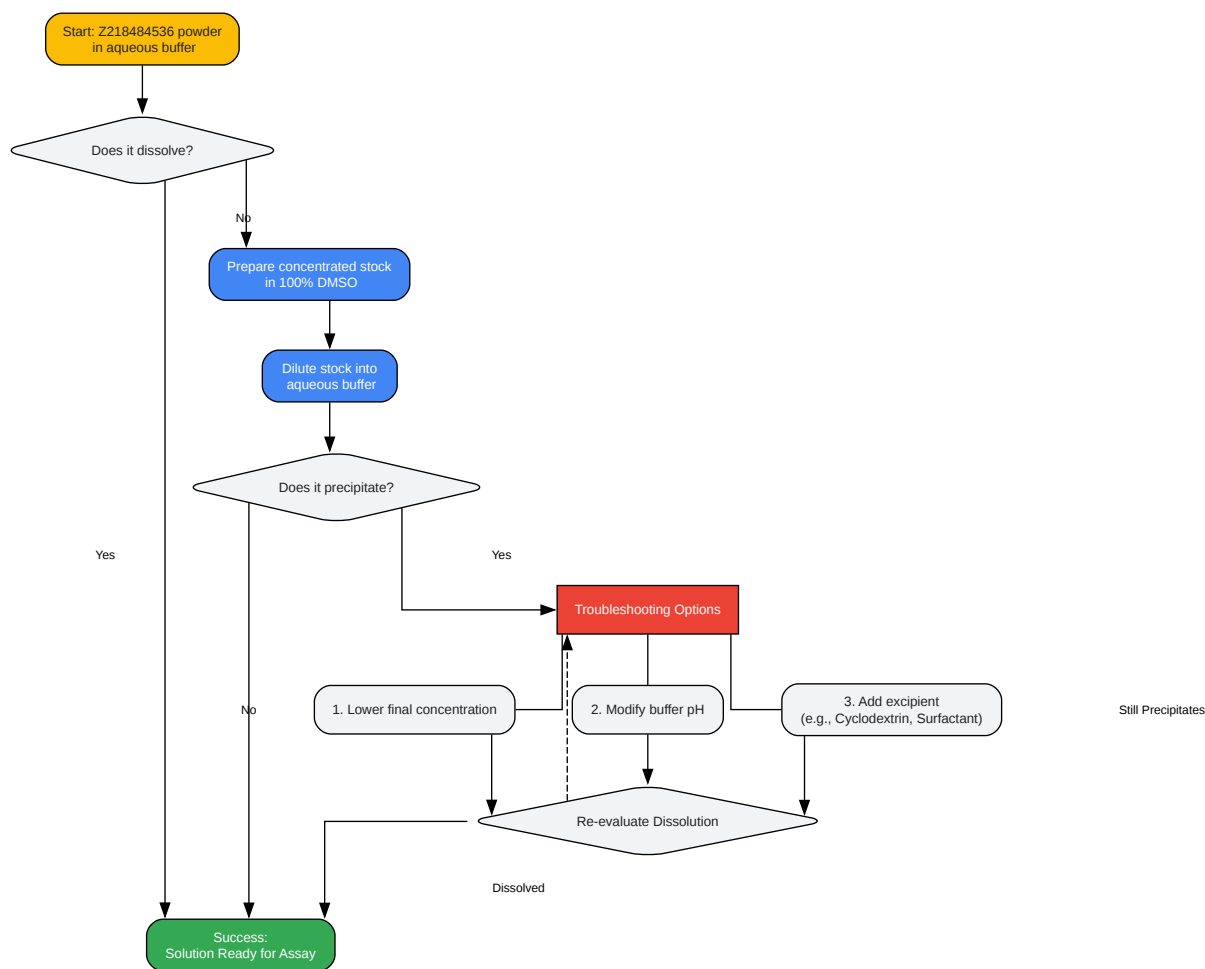 Start: Z218484536 powder
in aqueous buffer
Does it dissolve?
No
Prepare concentrated stock
in 100% DMSO
Dilute stock into
aqueous buffer
Does it precipitate?
Yes
Yes
Troubleshooting Options
No
1. Lower final concentration
2. Modify buffer pH
3. Add excipient
(e.g., Cyclodextrin, Surfactant)
Still Precipitates
Re-evaluate Dissolution
Dissolved
Success:
Solution Ready for Assay